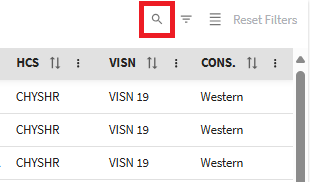 Reset Filters
HCS VISN CONS.
CHYSHR VISN 19 Western
CHYSHR VISN 19 Western
CHYSHR VISN 19 Western